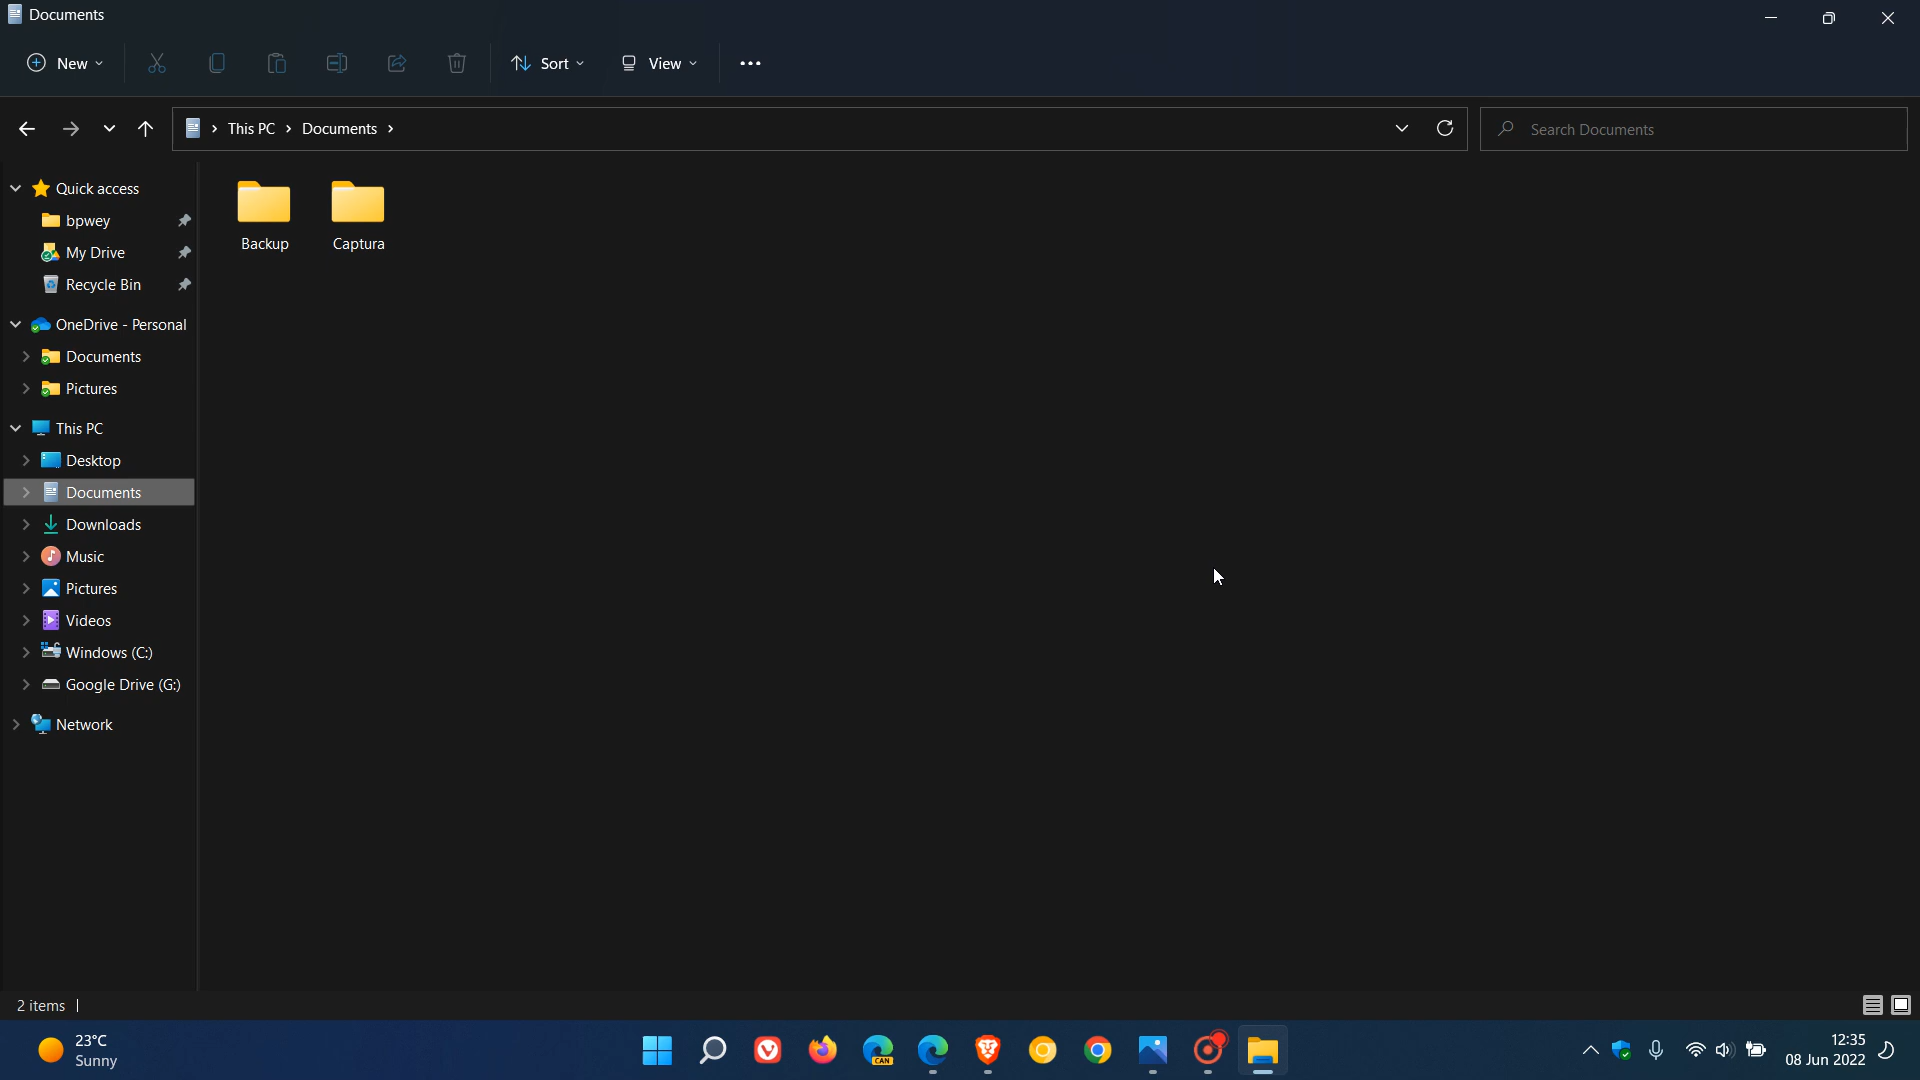 Documents
New
Sort
View
This PC
Documents
Search Documents
Quick access
bpwey
My Drive
Recycle Bin
OneDrive - Personal
Documents
Pictures
This PC
Desktop
Documents
Downloads
Music
Pictures
Videos
Windows (C:)
Google Drive (G:)
Network
Backup
Captura
2 items
23°C
Sunny
CAN
12:35
08 Jun 2022